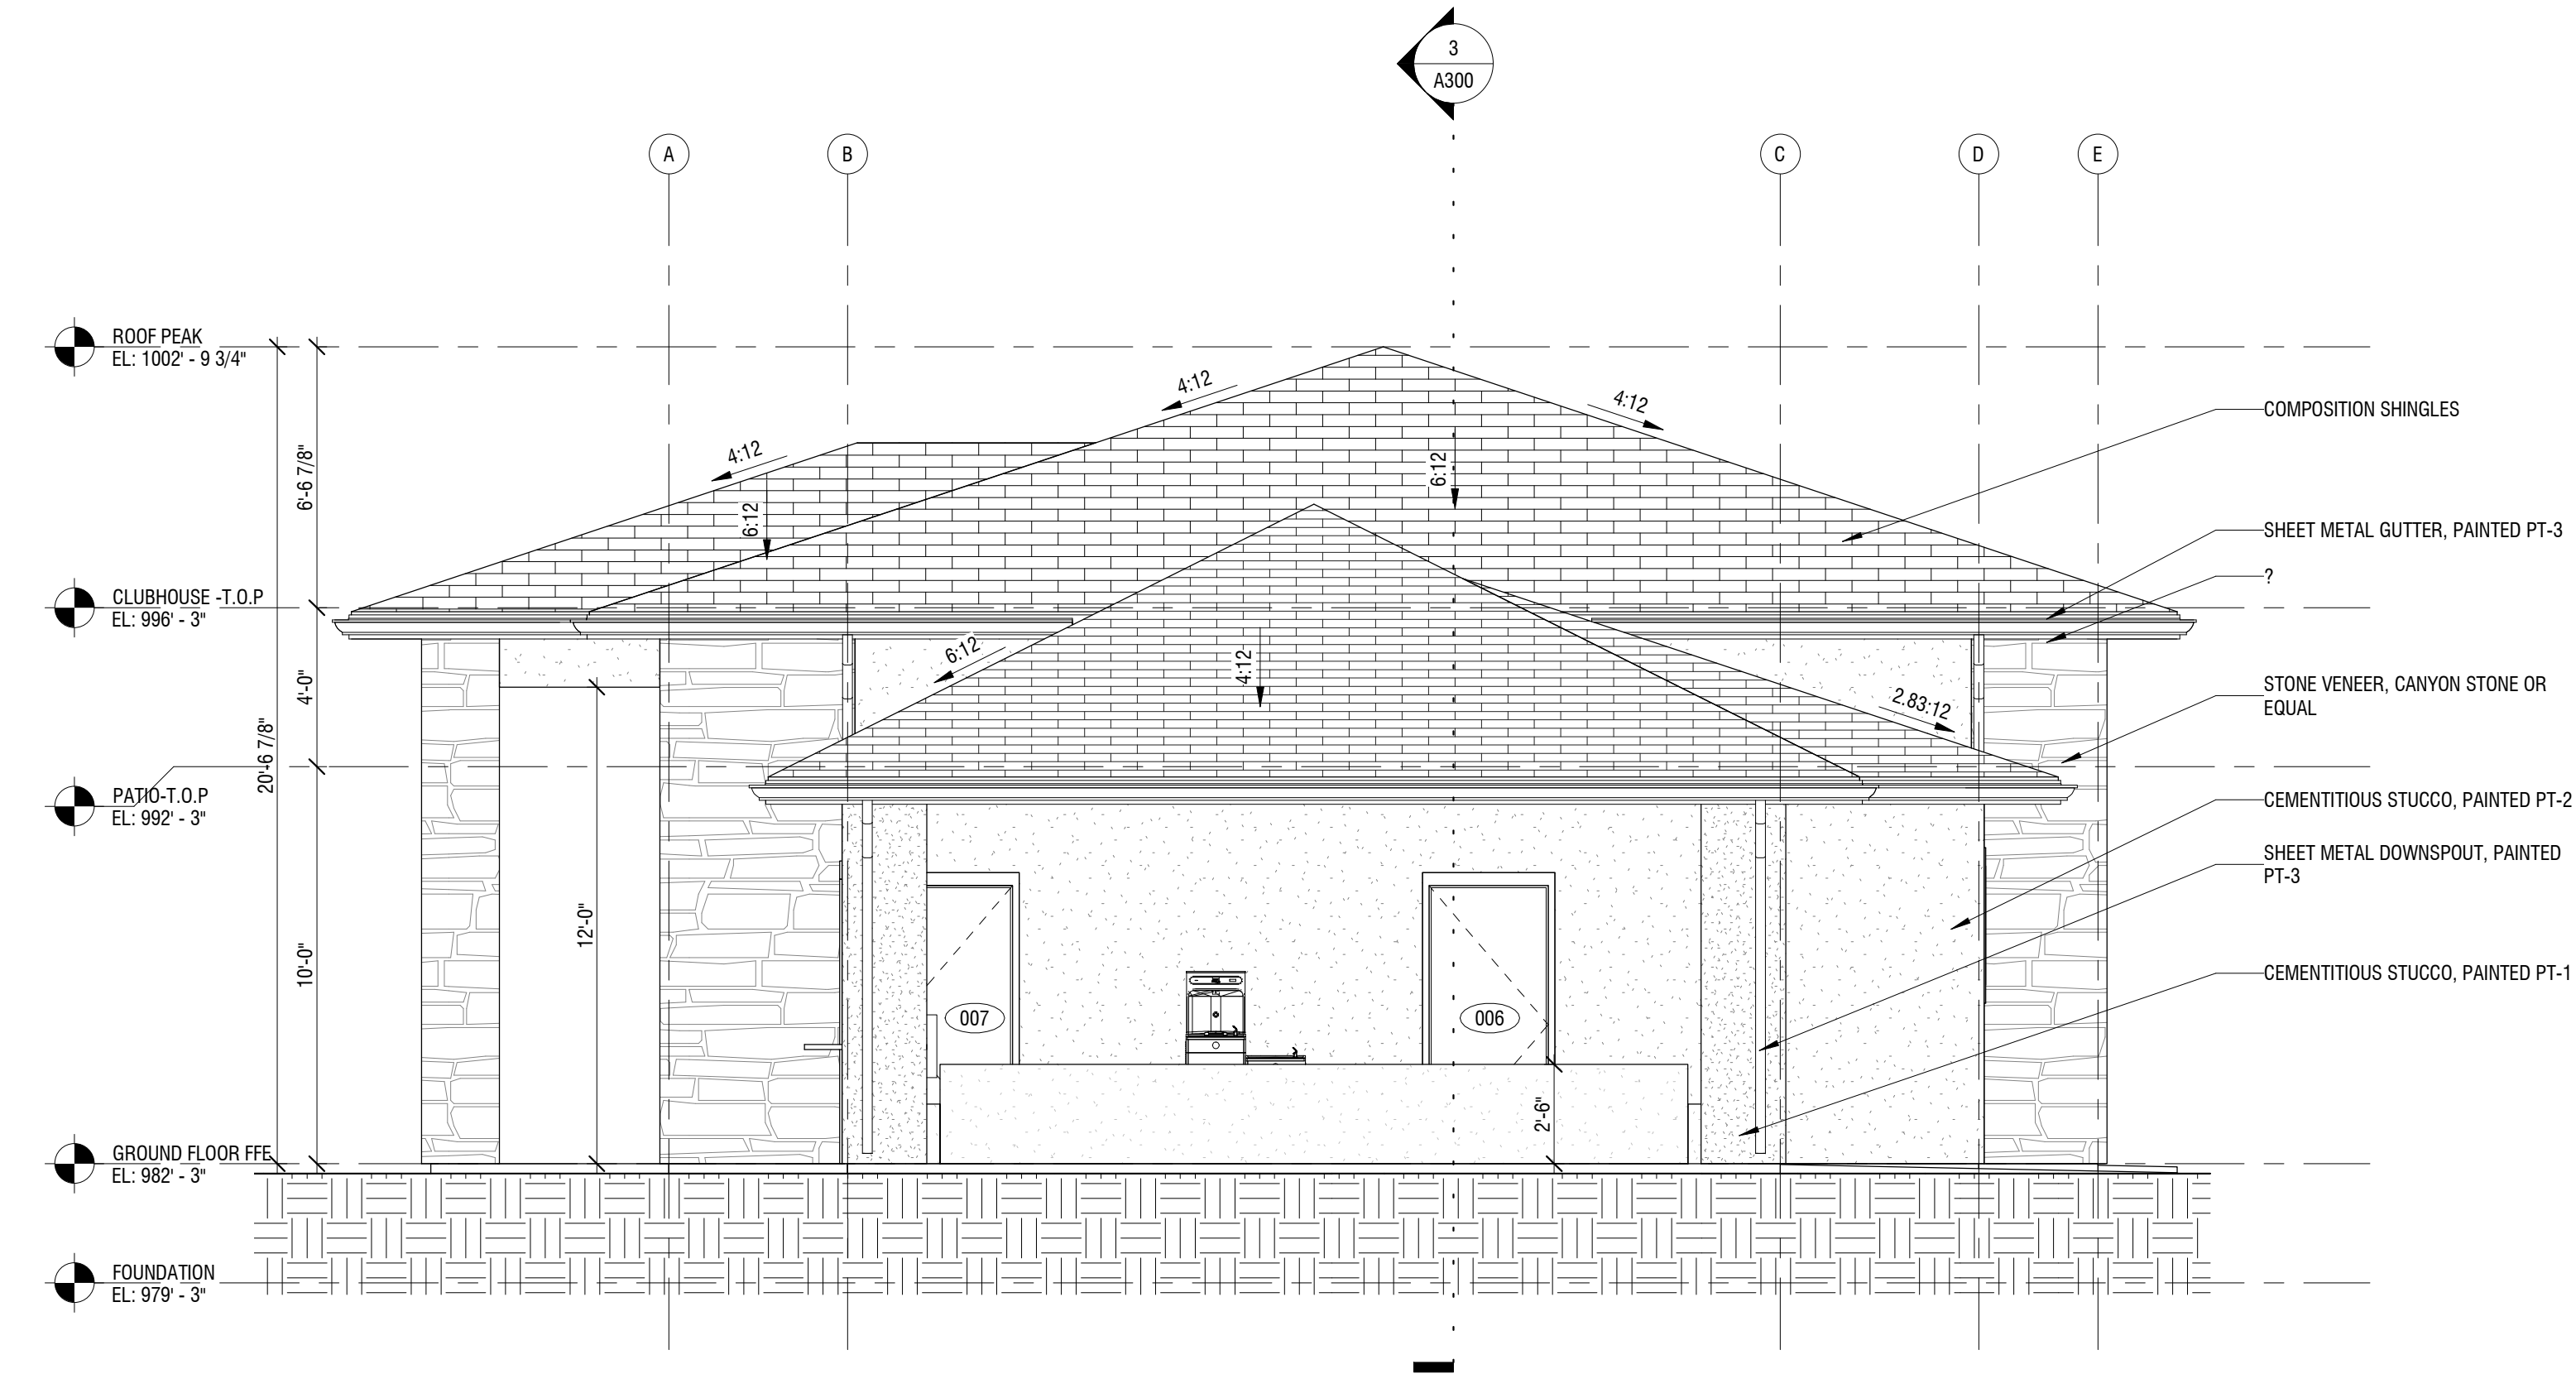 3
A300
A
B
C
D
E
ROOF PEAK
EL: 1002' - 9 3/4"
4:12
4:12
COMPOSITION SHINGLES
4:12
6:12
6'-6 7/8"
6:12
SHEET METAL GUTTER, PAINTED PT-3
?
CLUBHOUSE -T.O.P
EL: 996' - 3"
6:12
4:12
4'-0"
STONE VENEER, CANYON STONE OR
EQUAL
2.83:12
20'-6 7/8"
PATIO-T.O.P
EL: 992' - 3"
CEMENTITIOUS STUCCO, PAINTED PT-2
SHEET METAL DOWNSPOUT, PAINTED
PT-3
12'-0"
10'-0"
CEMENTITIOUS STUCCO, PAINTED PT-1
007
006
2'-6"
GROUND FLOOR FFE
EL: 982' - 3"
FOUNDATION
EL: 979' - 3"